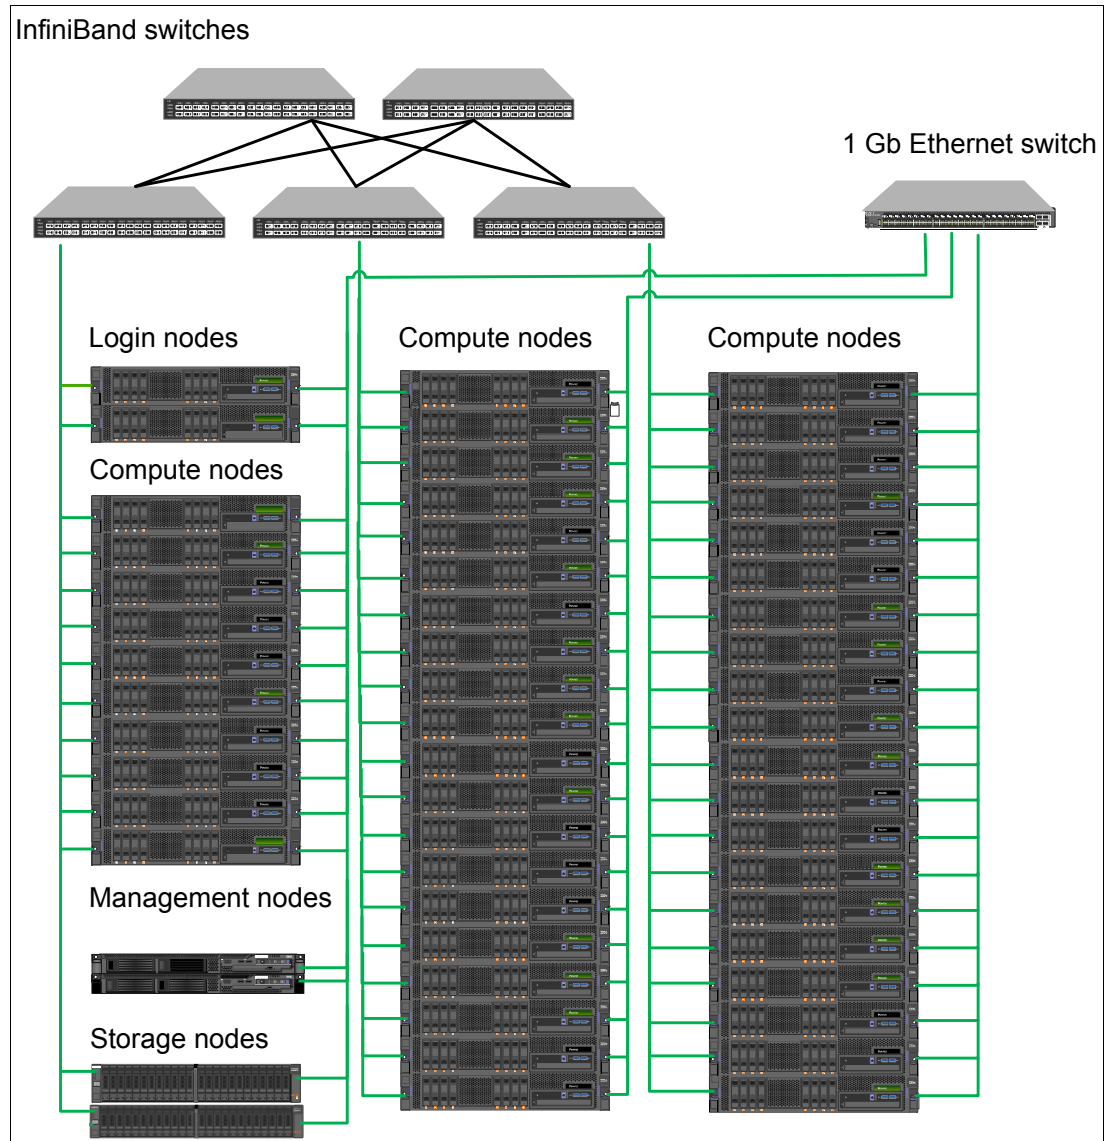 InfiniBand switches
1 Gb Ethernet switch
Login nodes
Compute nodes
Compute nodes
Compute nodes
Management nodes
Storage nodes